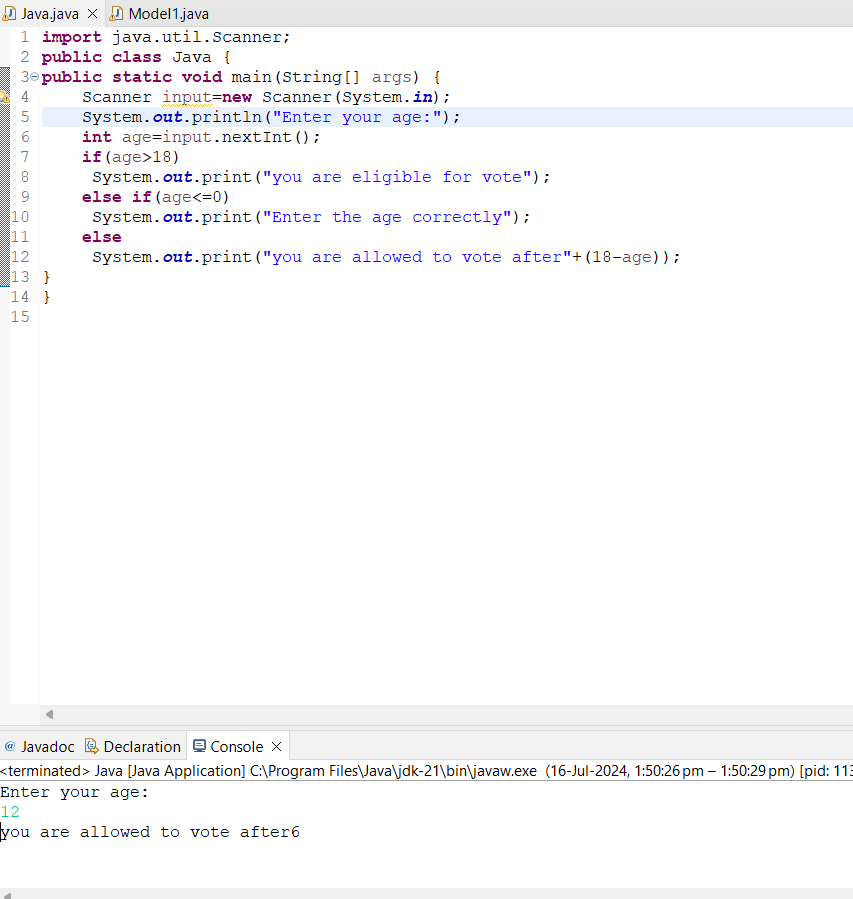 Java.java Model1.java
1 import java.util.Scanner;
2 public class Java {
3 public static void main(String[] args) {
4 Scanner input=new Scanner(System.in);
5 System.out.println("Enter your age:");
6 int age=input.nextInt();
7 if(age>18)
8 System.out.print("you are eligible for vote");
9 else if(age<=0)
10 System.out.print("Enter the age correctly");
11 else
12 System.out.print("you are allowed to vote after"+(18-age));
13 }
14 }
15
@ Javadoc Declaration Console
<terminated> Java [Java Application] C:\Program Files\Java\jdk-21\bin\javaw.exe (16-Jul-2024, 1:50:26 pm – 1:50:29 pm) [pid: 113
Enter your age:
12
you are allowed to vote after6